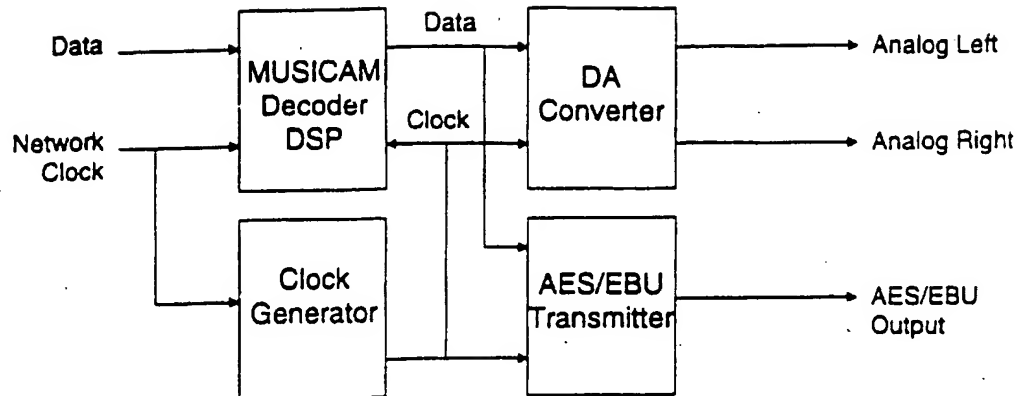 Data
Network
Clock
MUSICAM
Decoder
DSP
Data
Clock
DA
Converter
Analog Left
Analog Right
Clock
Generator
AES/EBU
Transmitter
AES/EBU
Output